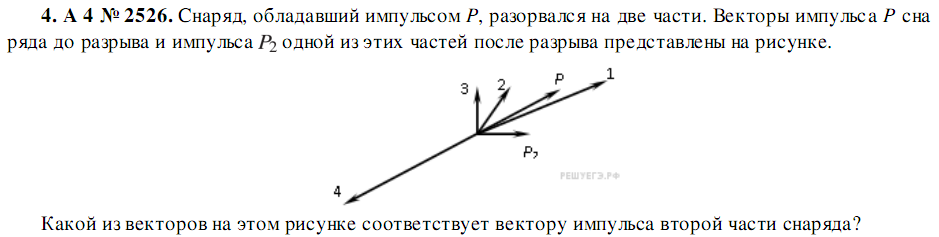 4. А 4 № 2526. Снаряд, обладавший импульсом P, разорвался на две части. Векторы импульса P сна
ряда до разрыва и импульса P₂ одной из этих частей после разрыва представлены на рисунке.
3 2 P 1
P₂
РЕШУЕГЭ.РФ
4
Какой из векторов на этом рисунке соответствует вектору импульса второй части снаряда?